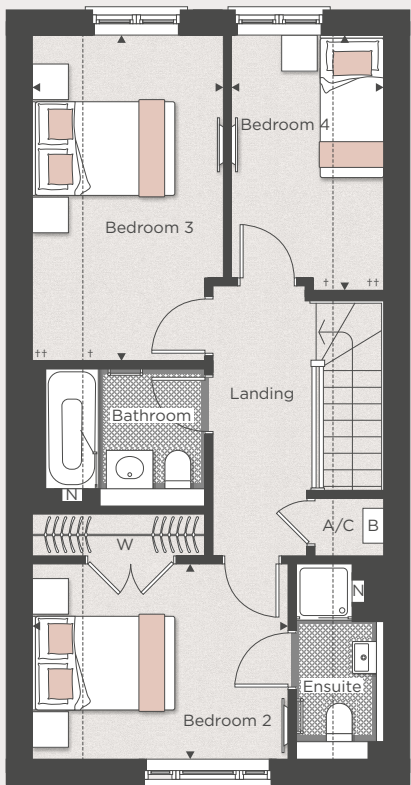 Bedroom 4
Bedroom 3
† ††
†† †
Landing
Bathroom
N
W
A/C B
N
Ensuite
Bedroom 2